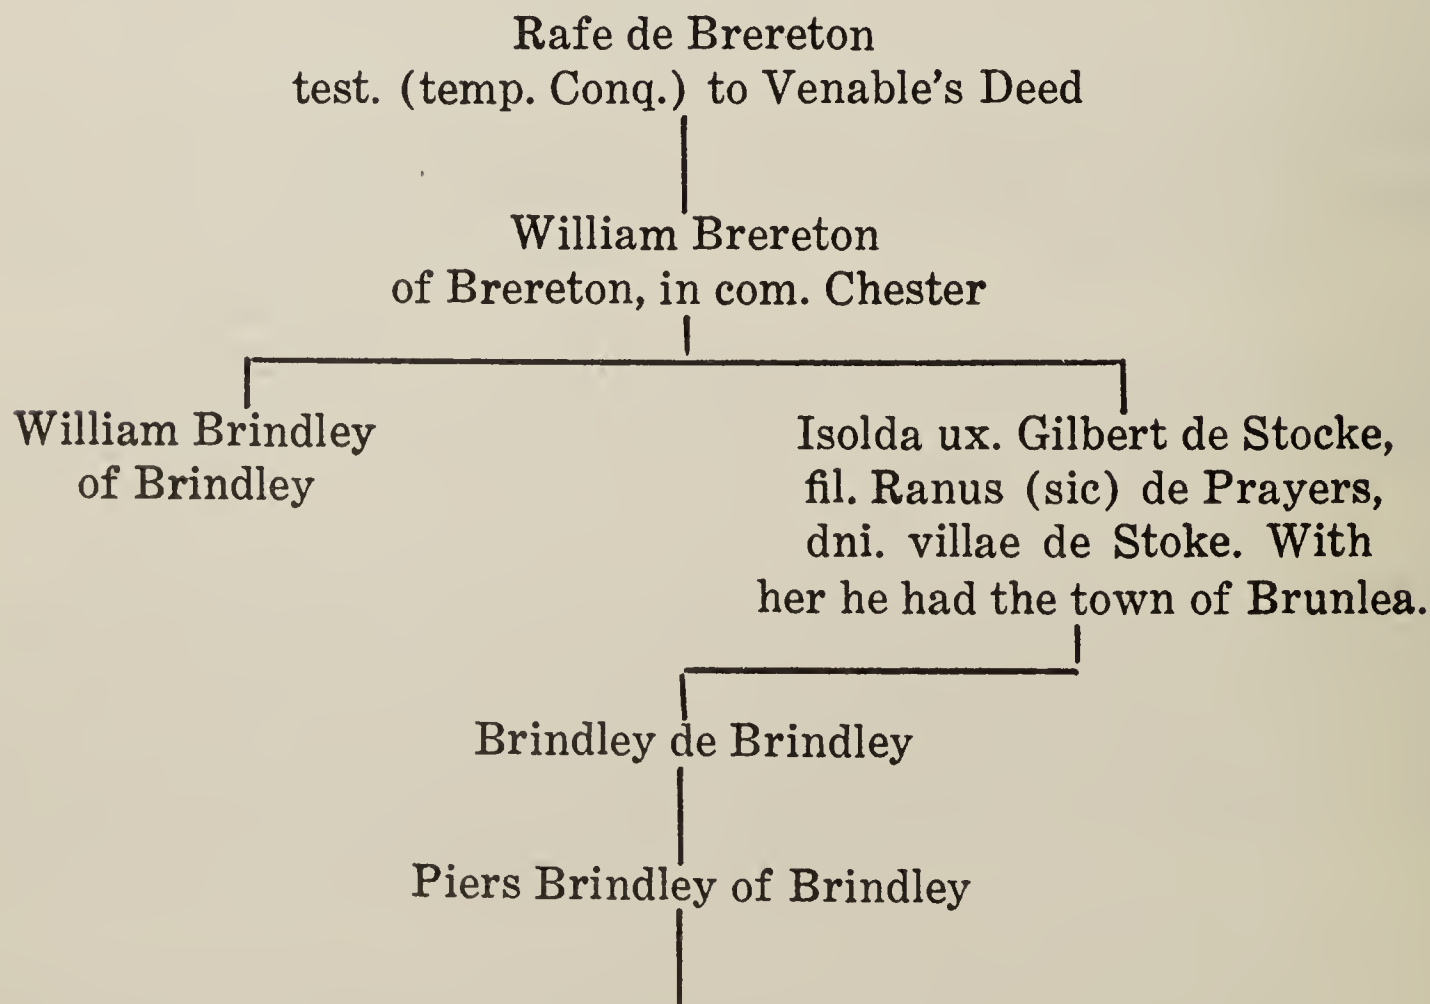 Rafe de Brereton
test. (temp. Conq.) to Venable's Deed
William Brereton
of Brereton, in com. Chester
William Brindley
of Brindley
Isolda ux. Gilbert de Stocke,
fil. Ranus (sic) de Prayers,
dni. villae de Stoke. With
her he had the town of Brunlea.
Brindley de Brindley
Piers Brindley of Brindley